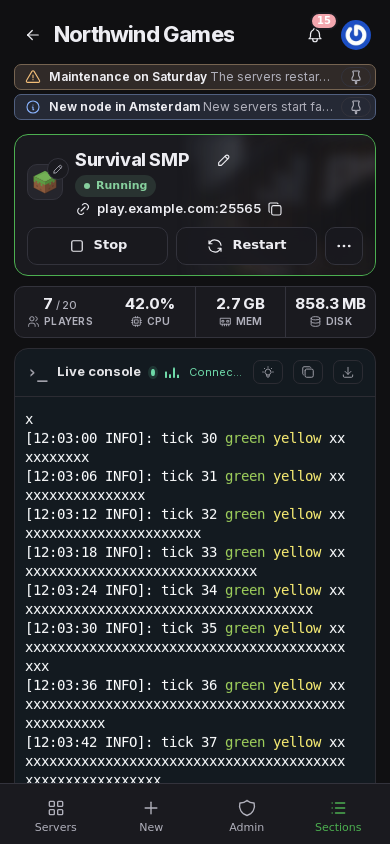 Northwind Games
15
Maintenance on Saturday The servers restar...
New node in Amsterdam New servers start fa...
Survival SMP
Running
play.example.com:25565
Stop
Restart
7 / 20
PLAYERS
42.0%
CPU
2.7 GB
MEM
858.3 MB
DISK
Live console
Connec...
x
[12:03:00 INFO]: tick 30 green yellow xx
xxxxxxxx
[12:03:06 INFO]: tick 31 green yellow xx
xxxxxxxxxxxxxxx
[12:03:12 INFO]: tick 32 green yellow xx
xxxxxxxxxxxxxxxxxxxxxx
[12:03:18 INFO]: tick 33 green yellow xx
xxxxxxxxxxxxxxxxxxxxxxxxxxxxx
[12:03:24 INFO]: tick 34 green yellow xx
xxxxxxxxxxxxxxxxxxxxxxxxxxxxxxxxxxxx
[12:03:30 INFO]: tick 35 green yellow xx
xxxxxxxxxxxxxxxxxxxxxxxxxxxxxxxxxxxxxxxx
xxx
[12:03:36 INFO]: tick 36 green yellow xx
xxxxxxxxxxxxxxxxxxxxxxxxxxxxxxxxxxxxxxxx
xxxxxxxxxx
[12:03:42 INFO]: tick 37 green yellow xx
xxxxxxxxxxxxxxxxxxxxxxxxxxxxxxxxxxxxxxxx
xxxxxxxxxxxxxxxxx
Servers
New
Admin
Sections